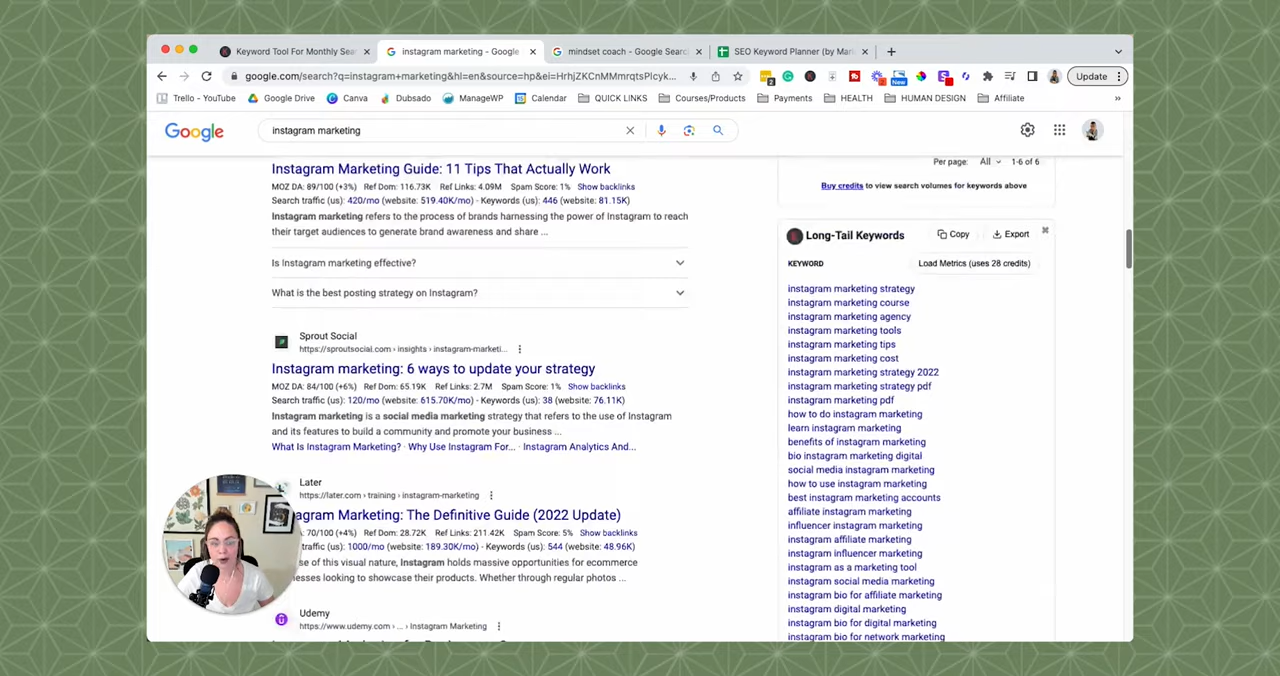 Keyword Tool For Monthly Sea
instagram marketing - Google
mindset coach - Google Search
SEO Keyword Planner (by Mari
google.com/search?q=instagram+marketing&hl=en&source=hp&ei=HrhjZKCnMMmrqtsPIcyk...
Update
Trello - YouTube
Google Drive
Canva
Dubsado
ManageWP
Calendar
QUICK LINKS
Courses/Products
Payments
HEALTH
HUMAN DESIGN
Affiliate
»
Google
instagram marketing
Instagram Marketing Guide: 11 Tips That Actually Work
MOZ DA: 89/100 (+3%) Ref Dom: 116.73K Ref Links: 4.09M Spam Score: 1% Show backlinks
Search traffic (us): 420/mo (website: 519.40K/mo) - Keywords (us): 446 (website: 81.15K)
Instagram marketing refers to the process of brands harnessing the power of Instagram to reach
their target audiences to generate brand awareness and share ...
Is Instagram marketing effective?
What is the best posting strategy on Instagram?
Sprout Social
https://sproutsocial.com › insights › instagram-marketi...
Instagram marketing: 6 ways to update your strategy
MOZ DA: 84/100 (+6%) Ref Dom: 65.19K Ref Links: 2.7M Spam Score: 1% Show backlinks
Search traffic (us): 120/mo (website: 615.70K/mo) - Keywords (us): 38 (website: 76.11K)
Instagram marketing is a social media marketing strategy that refers to the use of Instagram
and its features to build a community and promote your business ...
What Is Instagram Marketing? · Why Use Instagram For... · Instagram Analytics And...
Later
https://later.com › training › instagram-marketing
agram Marketing: The Definitive Guide (2022 Update)
70/100 (+4%) Ref Dom: 28.72K Ref Links: 211.42K Spam Score: 5% Show backlinks
traffic (us): 1000/mo (website: 189.30K/mo) - Keywords (us): 544 (website: 48.96K)
se of this visual nature, Instagram holds massive opportunities for ecommerce
nesses looking to showcase their products. Whether through regular photos ...
Udemy
https://www.udemy.com › ... › Instagram Marketing
Per page: All 1-6 of 6
Buy credits to view search volumes for keywords above
Long-Tail Keywords
Copy
Export
KEYWORD
Load Metrics (uses 28 credits)
instagram marketing strategy
instagram marketing course
instagram marketing agency
instagram marketing tools
instagram marketing tips
instagram marketing cost
instagram marketing strategy 2022
instagram marketing strategy pdf
instagram marketing pdf
how to do instagram marketing
learn instagram marketing
benefits of instagram marketing
bio instagram marketing digital
social media instagram marketing
how to use instagram marketing
best instagram marketing accounts
affiliate instagram marketing
influencer instagram marketing
instagram affiliate marketing
instagram influencer marketing
instagram as a marketing tool
instagram social media marketing
instagram bio for affiliate marketing
instagram digital marketing
instagram bio for digital marketing
instagram bio for network marketing